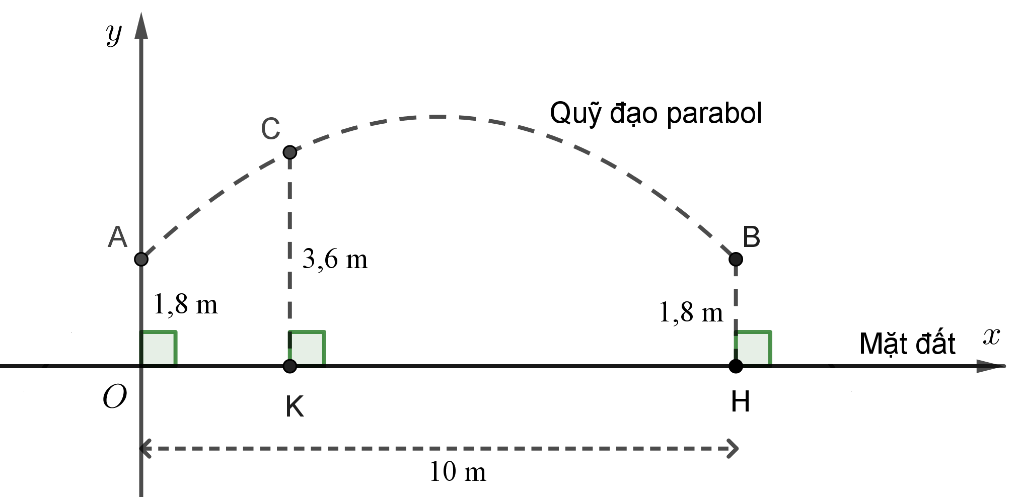 y
Quỹ đạo parabol
C
A
B
3,6 m
1,8 m
1,8 m
Mặt đất
x
O
K
H
10 m